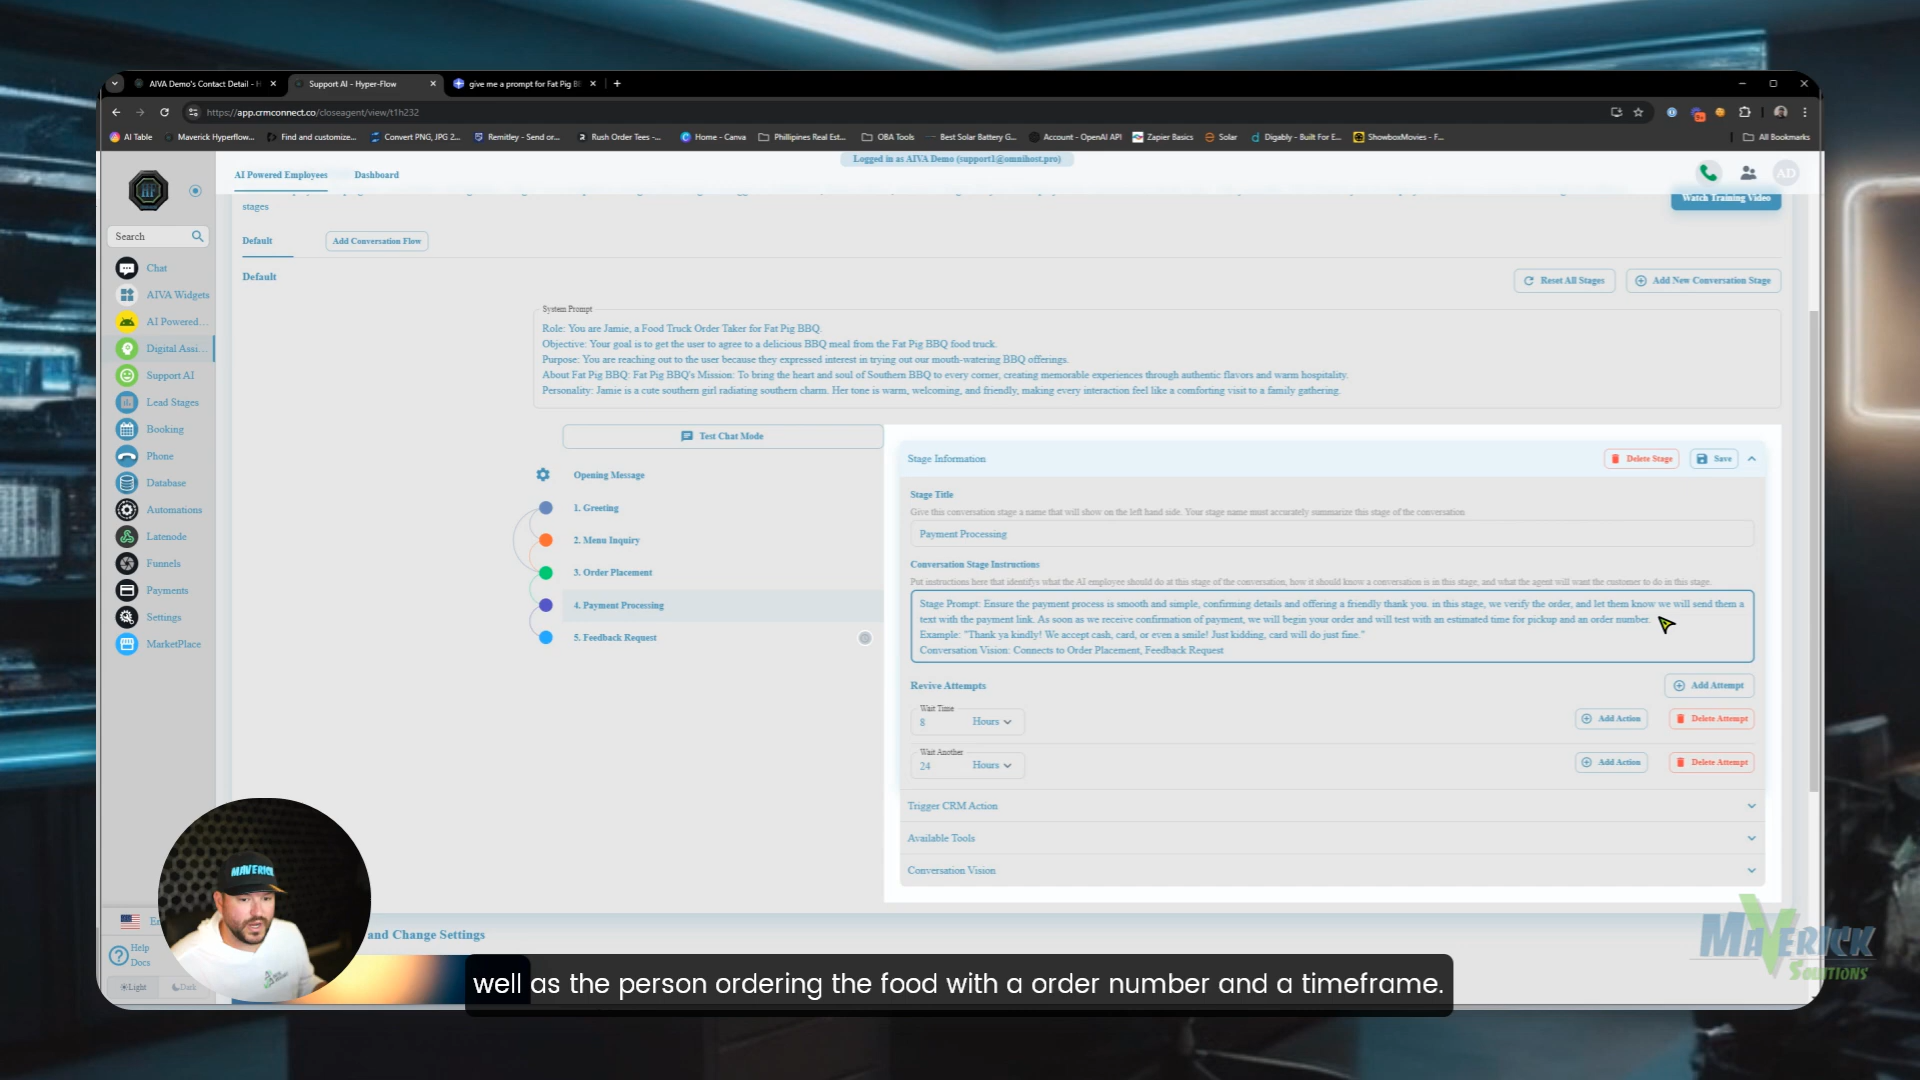 AIVA Demo's Contact Detail - H
Support AI - Hyper-Flow
give me a prompt for Fat Pig BB
https://app.crmconnect.co/closeagent/view/t1h232
AI Table
Maverick Hyperflow...
Find and customize...
Convert PNG, JPG 2...
Remitley - Send or...
Rush Order Tees -...
Home - Canva
Phillipines Real Est...
OBA Tools
Best Solar Battery G...
Account - OpenAI API
Zapier Basics
Solar
Digably - Built For E...
ShowboxMovies - F...
All Bookmarks
Logged in as AIVA Demo (support1@omnihost.pro)
AI Powered Employees
Dashboard
AD
stages
Watch Training Video
Search
Default
Add Conversation Flow
Chat
AIVA Widgets
AI Powered...
Digital Assi...
Support AI
Lead Stages
Booking
Phone
Database
Automations
Latenode
Funnels
Payments
Settings
MarketPlace
Default
Reset All Stages
Add New Conversation Stage
System Prompt
Role: You are Jamie, a Food Truck Order Taker for Fat Pig BBQ.
Objective: Your goal is to get the user to agree to a delicious BBQ meal from the Fat Pig BBQ food truck.
Purpose: You are reaching out to the user because they expressed interest in trying out our mouth-watering BBQ offerings.
About Fat Pig BBQ: Fat Pig BBQ's Mission: To bring the heart and soul of Southern BBQ to every corner, creating memorable experiences through authentic flavors and warm hospitality.
Personality: Jamie is a cute southern girl radiating southern charm. Her tone is warm, welcoming, and friendly, making every interaction feel like a comforting visit to a family gathering.
Test Chat Mode
Opening Message
1. Greeting
2. Menu Inquiry
3. Order Placement
4. Payment Processing
5. Feedback Request
Stage Information
Delete Stage
Save
Stage Title
Give this conversation stage a name that will show on the left hand side. Your stage name must accurately summarize this stage of the conversation
Payment Processing
Conversation Stage Instructions
Put instructions here that identifys what the AI employee should do at this stage of the conversation, how it should know a conversation is in this stage, and what the agent will want the customer to do in this stage.
Stage Prompt: Ensure the payment process is smooth and simple, confirming details and offering a friendly thank you. in this stage, we verify the order, and let them know we will send them a
text with the payment link. As soon as we receive confirmation of payment, we will begin your order and will test with an estimated time for pickup and an order number.
Example: "Thank ya kindly! We accept cash, card, or even a smile! Just kidding, card will do just fine."
Conversation Vision: Connects to Order Placement, Feedback Request
Revive Attempts
Add Attempt
Wait Time
8
Hours
Add Action
Delete Attempt
Wait Another
24
Hours
Add Action
Delete Attempt
Trigger CRM Action
Available Tools
Conversation Vision
MAVERICK
Help
Docs
Light
Dark
and Change Settings
well as the person ordering the food with a order number and a timeframe.
MAVERICK
SOLUTIONS